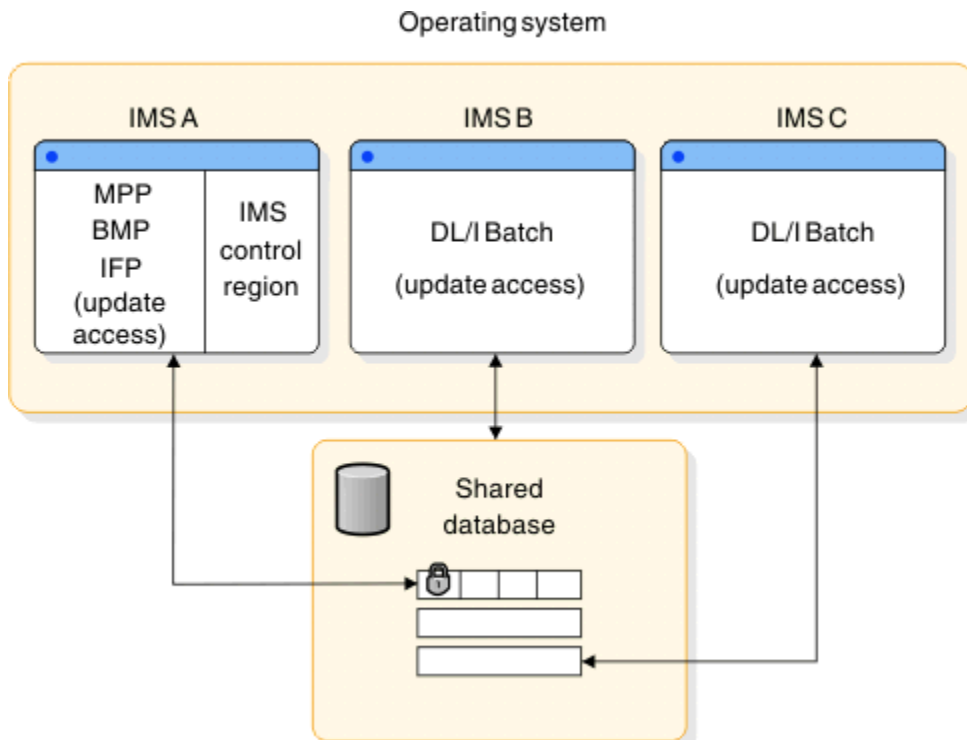 Operating system
IMS A
IMS B
IMS C
MPP
BMP
IFP
(update
access)
IMS
control
region
DL/I Batch
(update access)
DL/I Batch
(update access)
Shared
database